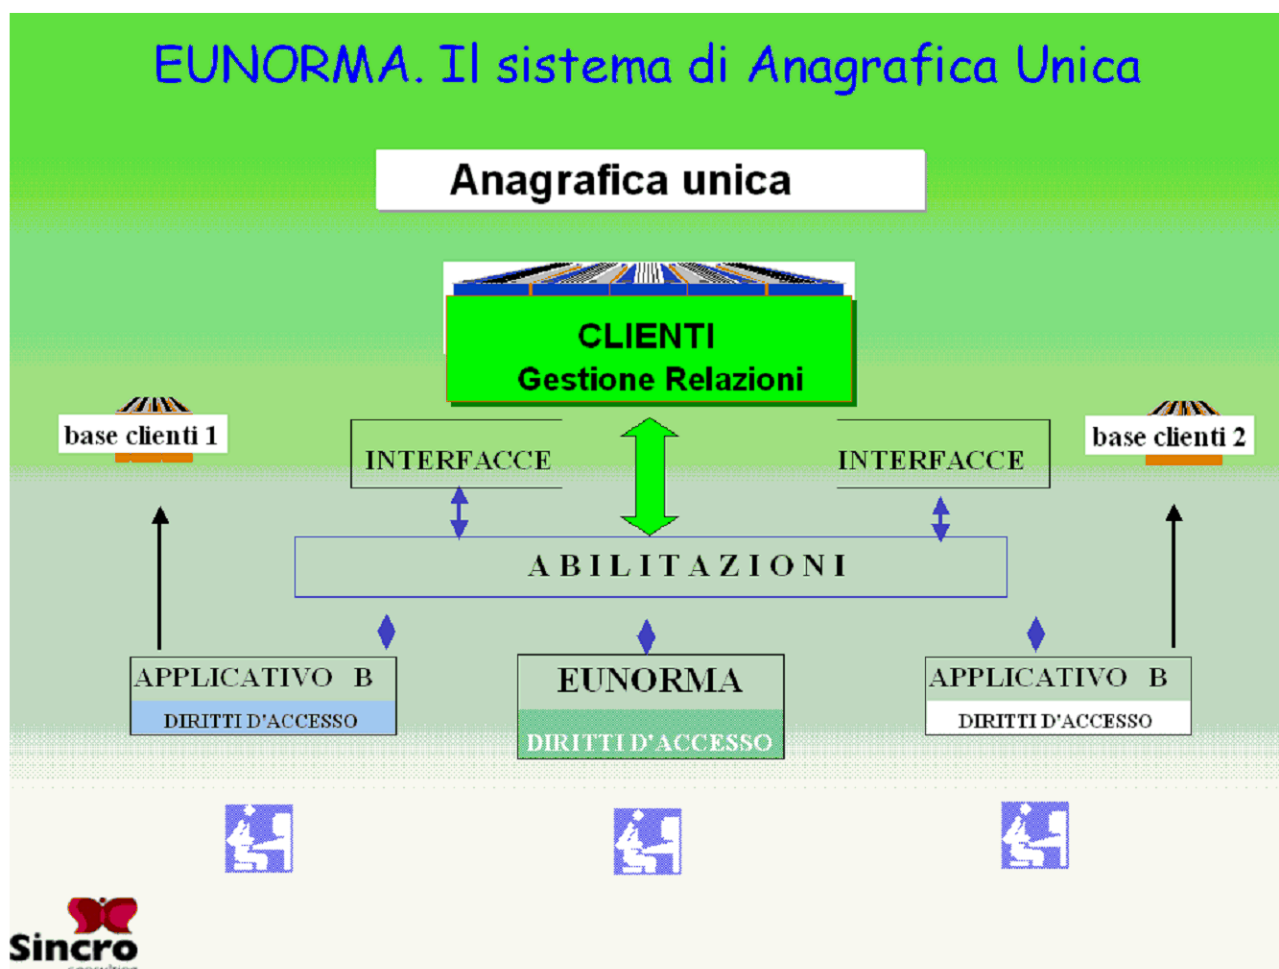 EUNORMA. Il sistema di Anagrafica Unica
Anagrafica unica
CLIENTI
Gestione Relazioni
base clienti 1
base clienti 2
INTERFACCE
INTERFACCE
ABILITAZIONI
APPLICATIVO B
DIRITTI D'ACCESSO
EUNORMA
DIRITTI D'ACCESSO
APPLICATIVO B
DIRITTI D'ACCESSO
Sincro
consulting